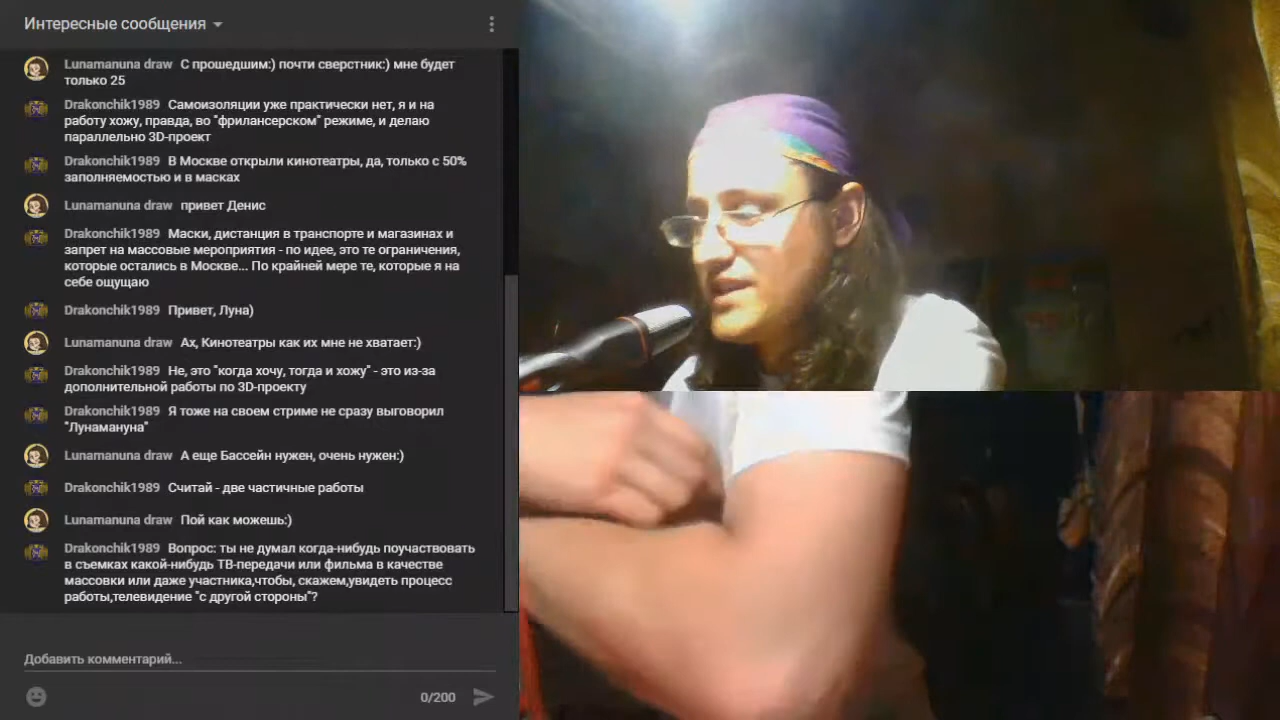 Интересные сообщения
Lunamanuna draw С прошедшим:) почти сверстник:) мне будет
только 25
Drakonchik1989 Самоизоляции уже практически нет, я и на
работу хожу, правда, во "фрилансерском" режиме, и делаю
параллельно 3D-проект
Drakonchik1989 В Москве открыли кинотеатры, да, только с 50%
заполняемостью и в масках
Lunamanuna draw привет Денис
Drakonchik1989 Маски, дистанция в транспорте и магазинах и
запрет на массовые мероприятия - по идее, это те ограничения,
которые остались в Москве... По крайней мере те, которые я на
себе ощущаю
Drakonchik1989 Привет, Луна)
Lunamanuna draw Ах, Кинотеатры как их мне не хватает:)
Drakonchik1989 Не, это "когда хочу, тогда и хожу" - это из-за
дополнительной работы по 3D-проекту
Drakonchik1989 Я тоже на своем стриме не сразу выговорил
"Лунамануна"
Lunamanuna draw А еще Бассейн нужен, очень нужен:)
Drakonchik1989 Считай - две частичные работы
Lunamanuna draw Пой как можешь:)
Drakonchik1989 Вопрос: ты не думал когда-нибудь поучаствовать
в съемках какой-нибудь ТВ-передачи или фильма в качестве
массовки или даже участника,чтобы, скажем,увидеть процесс
работы,телевидение "с другой стороны"?
Добавить комментарий...
0/200